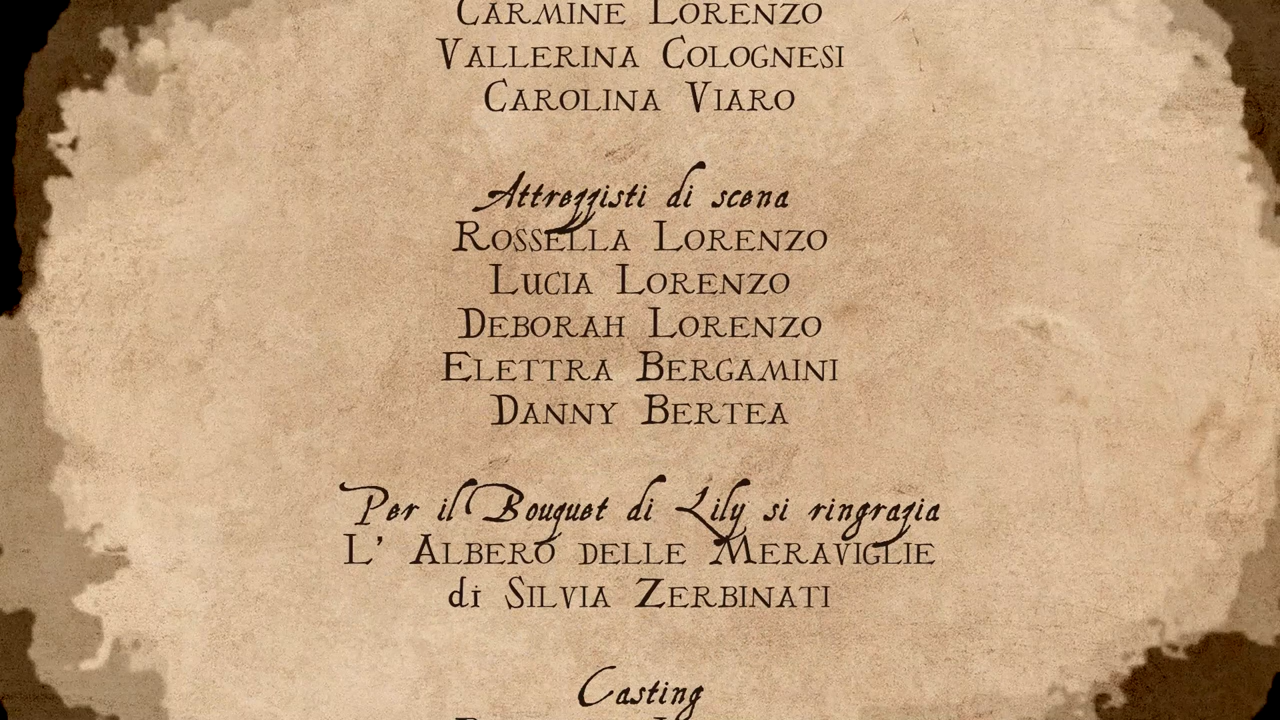 CARMINE LORENZO
VALLERINA COLOGNESI
CAROLINA VIARO
Attrezzisti di scena
ROSSELLA LORENZO
LUCIA LORENZO
DEBORAH LORENZO
ELETTRA BERGAMINI
DANNY BERTEA
Per il Bouquet di Lily si ringrazia
L' ALBERO DELLE MERAVIGLIE
di SILVIA ZERBINATI
Casting